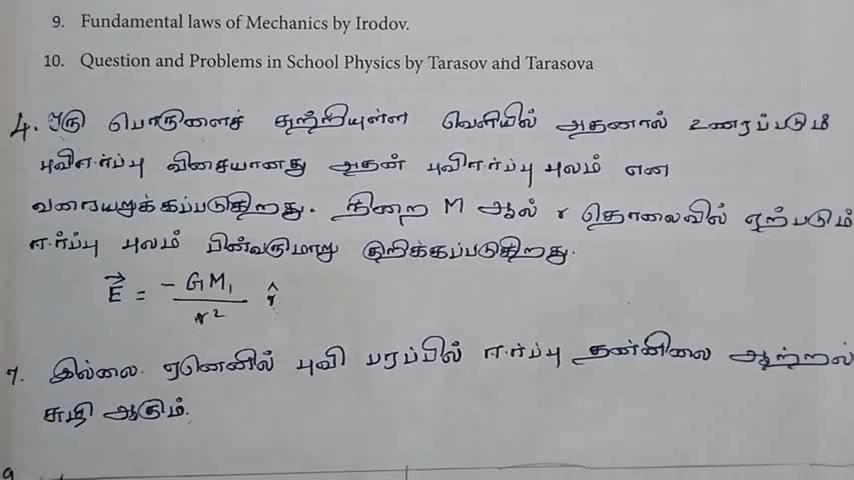 9. Fundamental laws of Mechanics by Irodov.
10. Question and Problems in School Physics by Tarasov and Tarasova
4. ஒரு பொருளைச் சுற்றியுள்ள வெளியில் அதனால் உணரப்படும்
புவிஈர்ப்பு விசையானது அதன் புவிஈர்ப்பு புலம் என
வரையறுக்கப்படுகிறது. நிறை M ஆல் r தொலைவில் ஏற்படும்
ஈர்ப்பு புலம் பின்வருமாறு குறிக்கப்படுகிறது.
E⃗ = -GM₁/r² r̂
7. இல்லை. ஏனெனில் புவி பரப்பில் ஈர்ப்பு தன்னிலை ஆற்றல்
சுழி ஆகும்.
9